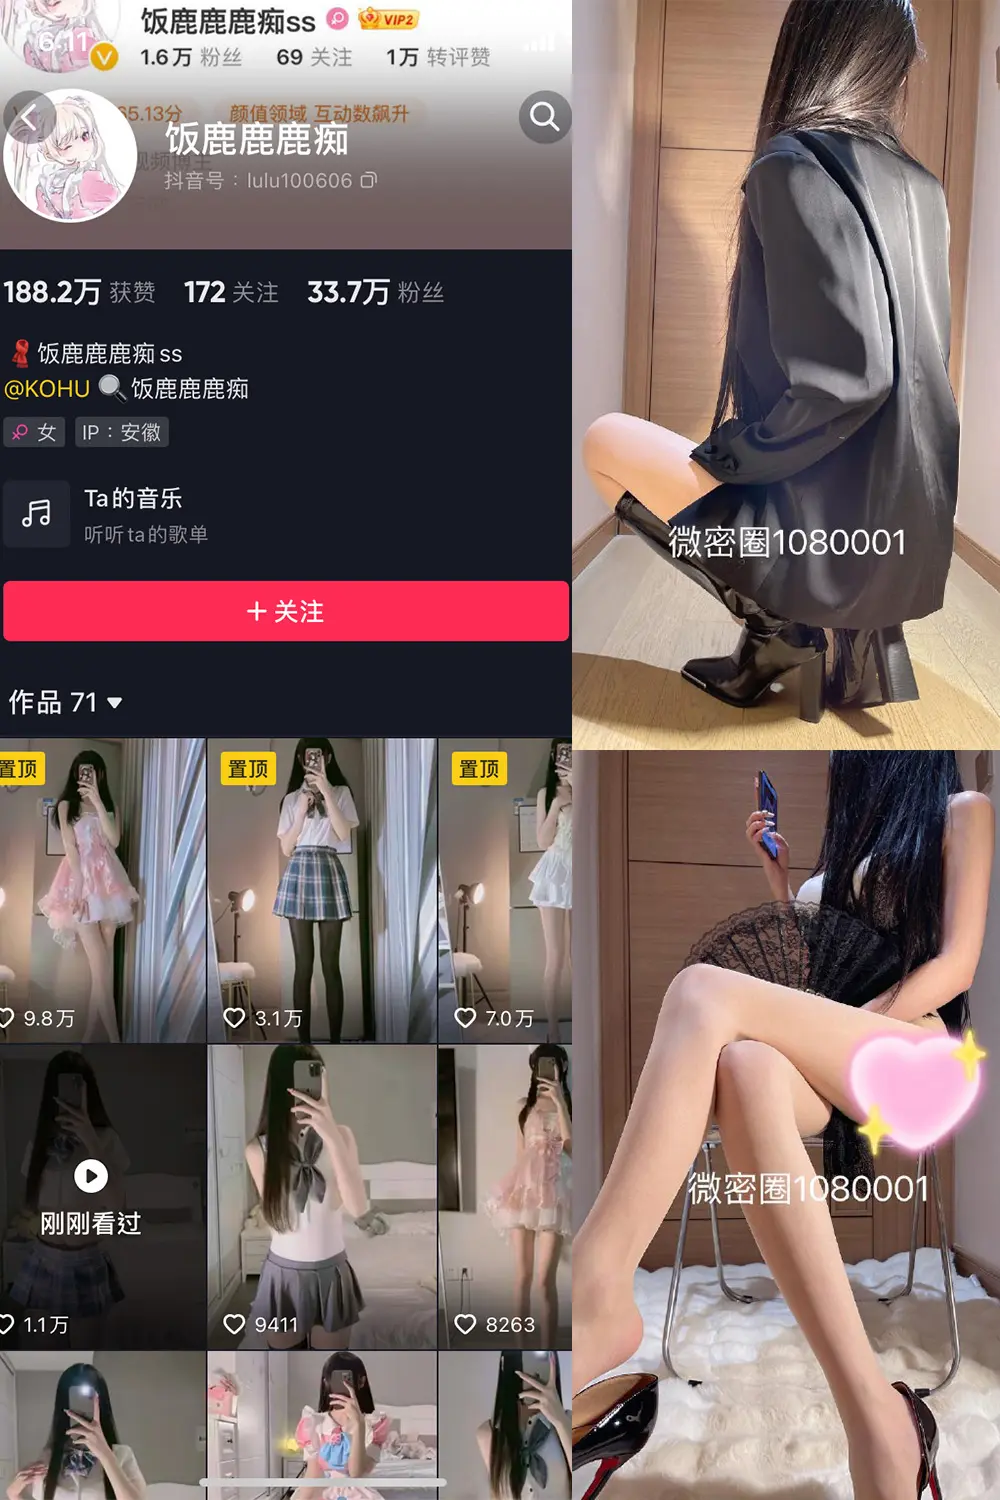 饭鹿鹿鹿痴ss
VIP2
6:11
1.6万 粉丝 69 关注 1万 转评赞
65.13分 颜值领域 互动数飙升
饭鹿鹿鹿痴
视频博主
抖音号：lulu100606
188.2万 获赞 172 关注 33.7万 粉丝
饭鹿鹿鹿痴ss
@KOHU 饭鹿鹿鹿痴
女 IP：安徽
Ta的音乐
听听ta的歌单
+ 关注
作品 71
置顶 置顶 置顶
9.8万 3.1万 7.0万
刚刚看过
1.1万 9411 8263
微密圈1080001
微密圈1080001